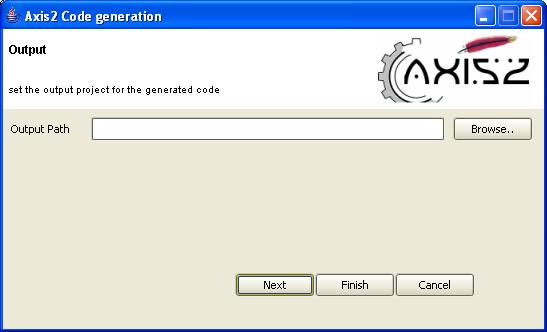 Axis2 Code generation
Output
AXIS2
set the output project for the generated code
Output Path
Browse..
Next
Finish
Cancel